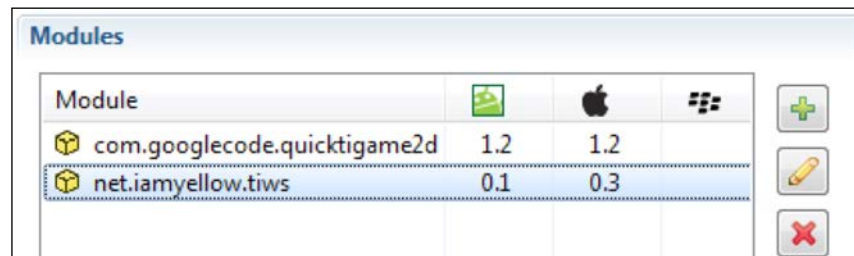 Modules
Module
com.googlecode.quicktigame2d 1.2 1.2
net.iamyellow.tiws 0.1 0.3